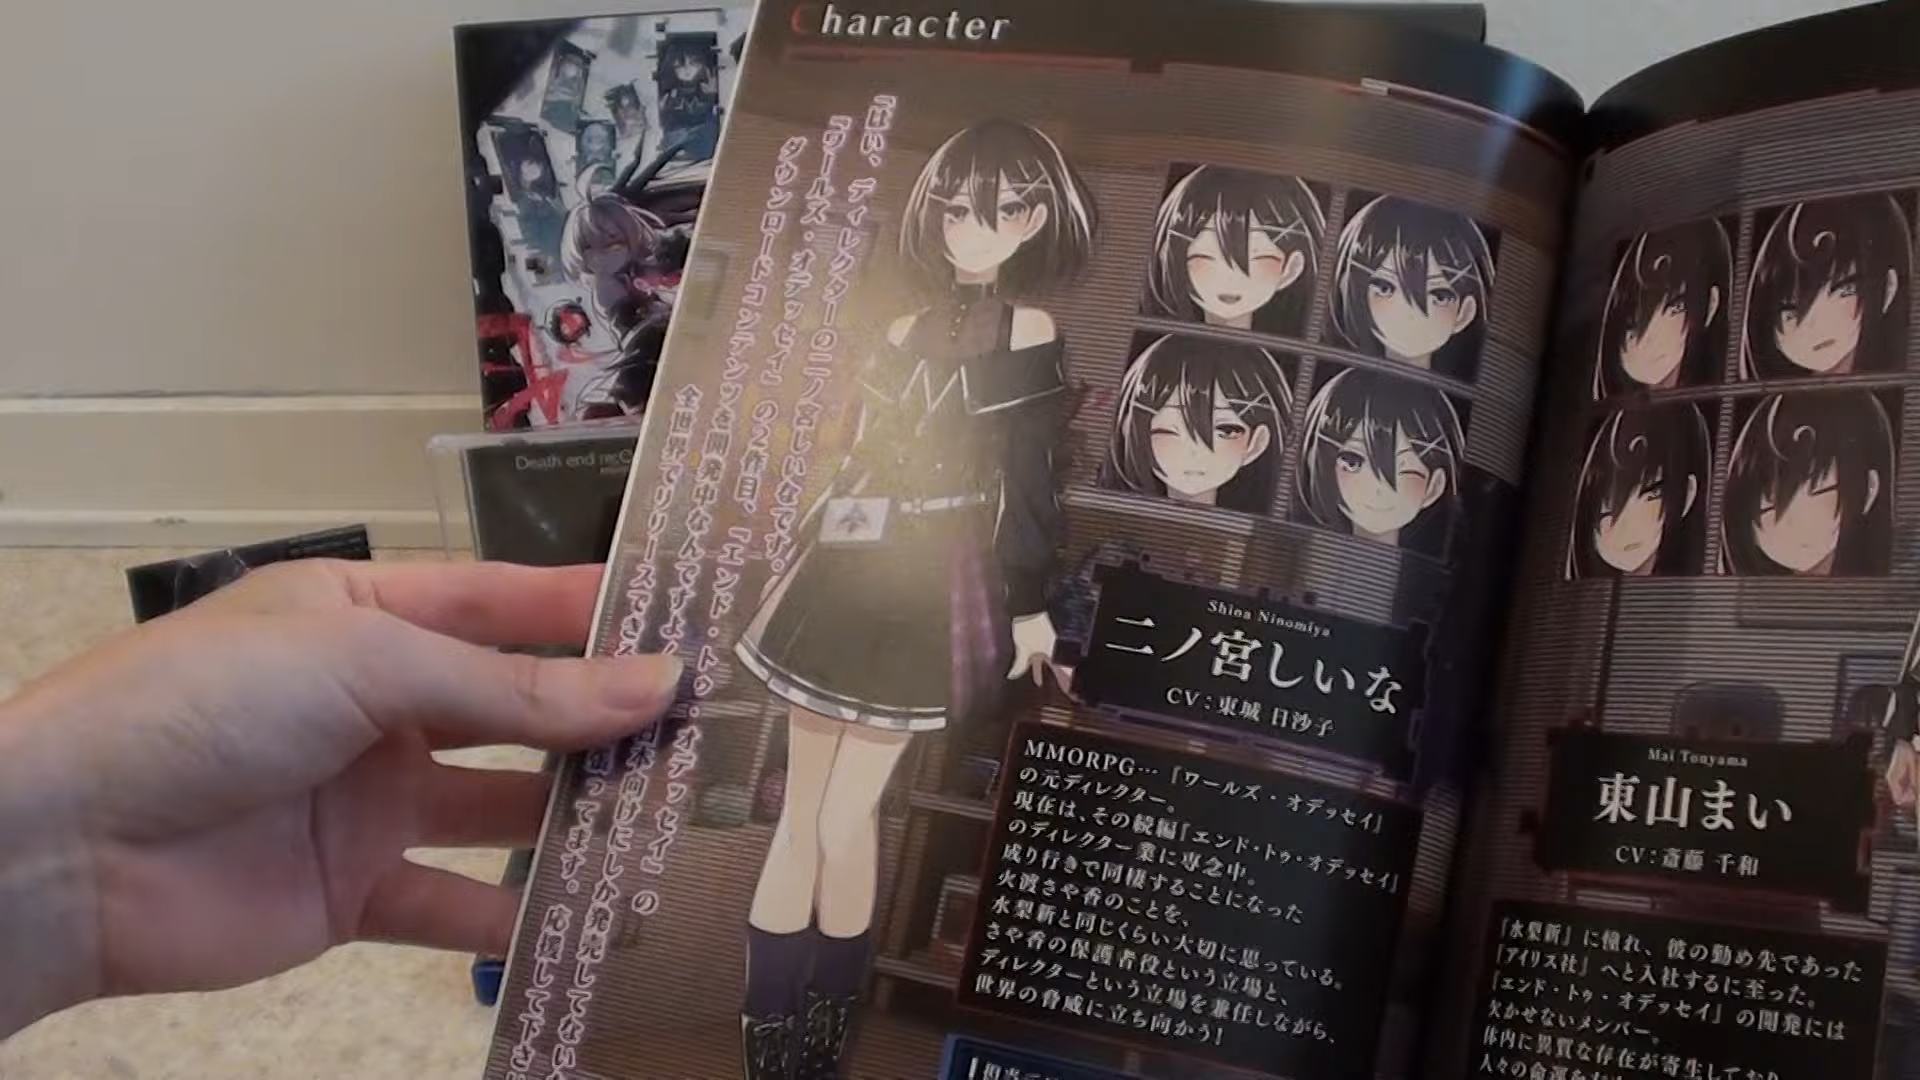 Character
「はい、ディレクターの二ノ宮しいなです。
『ワールズ・オデッセイ』の2作目、『エンド・トゥ・オデッセイ』の
ダウンロードコンテンツを開発中なんですよ
全世界でリリースでき
向けにしか発売してない
ってます。応援して下さい
Death end re;Q
Shina Ninomiya
二ノ宮しいな
CV:東城 日沙子
MMORPG…『ワールズ・オデッセイ』
の元ディレクター。
現在は、その続編『エンド・トゥ・オデッセイ』
のディレクター業に専念中。
成り行きで同棲することになった
火渡さや香のことを、
水梨新と同じくらい大切に思っている。
さや香の保護者役という立場と、
ディレクターという立場を兼任しながら、
世界の脅威に立ち向かう!
担当
Mai Tonyama
東山まい
CV:斎藤 千和
『水梨新』に憧れ、彼の勤め先であった
『アイリス社』へと入社するに至った。
『エンド・トゥ・オデッセイ』の開発には
欠かせないメンバー。
体内に異質な存在が寄生しており
人々の命運を